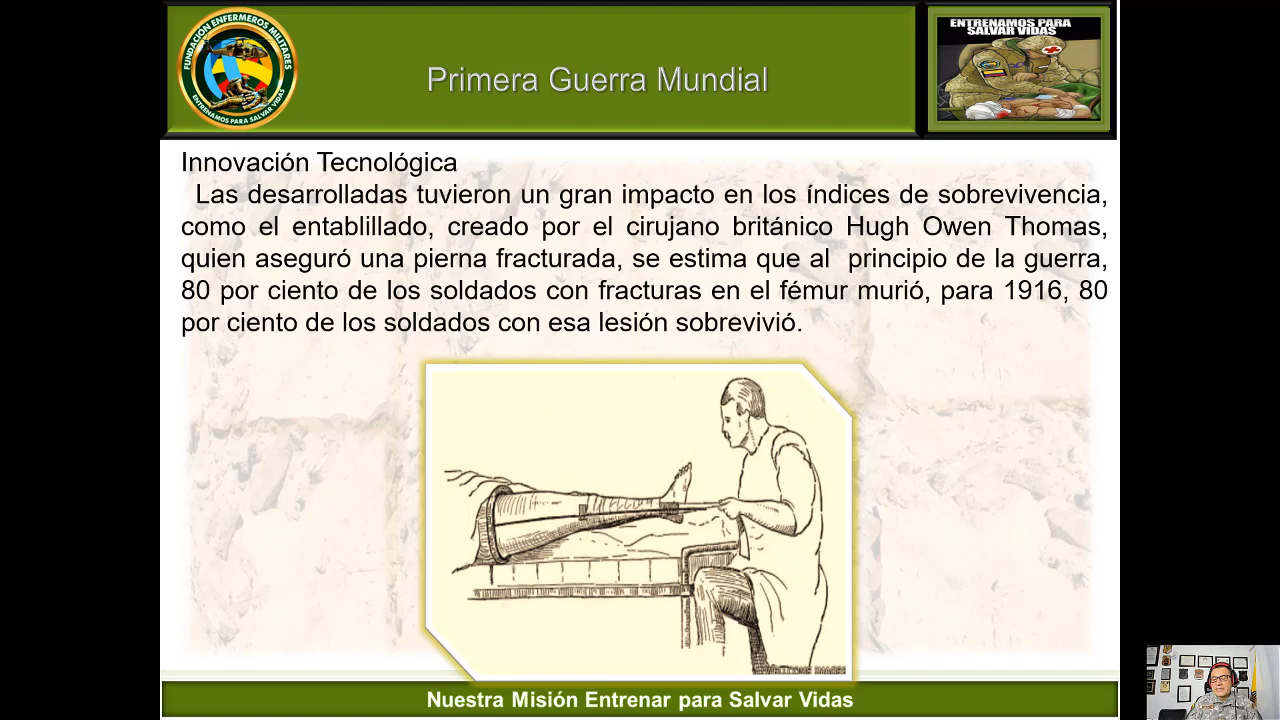 FUNDACIÓN ENFERMEROS MILITARES
ENTRENAMOS PARA SALVAR VIDAS
Primera Guerra Mundial
ENTRENAMOS PARA
SALVAR VIDAS
Innovación Tecnológica
Las desarrolladas tuvieron un gran impacto en los índices de sobrevivencia,
como el entablillado, creado por el cirujano británico Hugh Owen Thomas,
quien aseguró una pierna fracturada, se estima que al principio de la guerra,
80 por ciento de los soldados con fracturas en el fémur murió, para 1916, 80
por ciento de los soldados con esa lesión sobrevivió.
WELLCOME IMAGES
Nuestra Misión Entrenar para Salvar Vidas